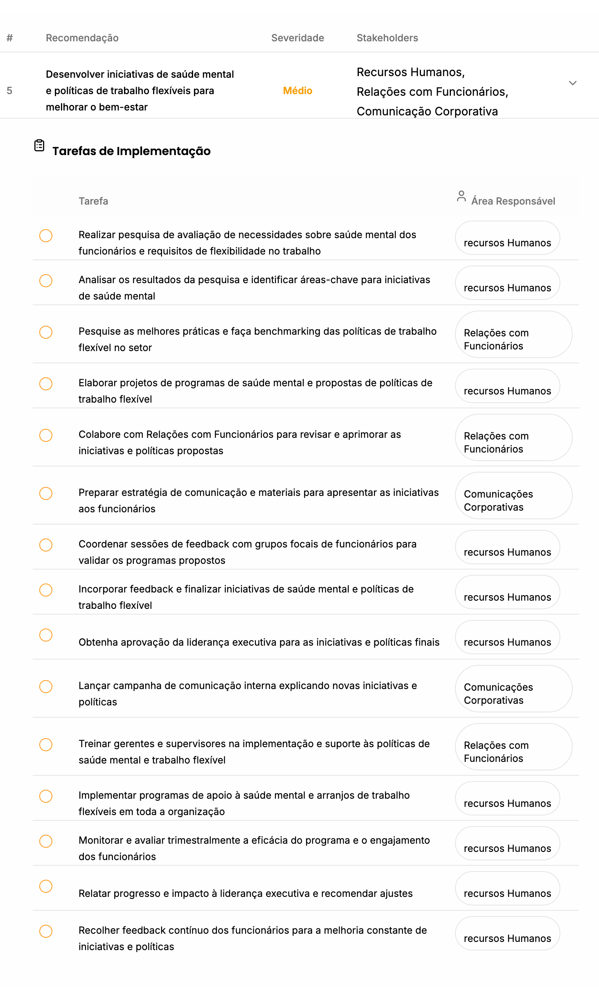 # Recomendação Severidade Stakeholders
5
Desenvolver iniciativas de saúde mental
e políticas de trabalho flexíveis para
melhorar o bem-estar
Médio
Recursos Humanos,
Relações com Funcionários,
Comunicação Corporativa
Tarefas de Implementação
Tarefa Área Responsável
Realizar pesquisa de avaliação de necessidades sobre saúde mental dos
funcionários e requisitos de flexibilidade no trabalho
recursos Humanos
Analisar os resultados da pesquisa e identificar áreas-chave para iniciativas
de saúde mental
recursos Humanos
Pesquise as melhores práticas e faça benchmarking das políticas de trabalho
flexível no setor
Relações com
Funcionários
Elaborar projetos de programas de saúde mental e propostas de políticas de
trabalho flexível
recursos Humanos
Colabore com Relações com Funcionários para revisar e aprimorar as
iniciativas e políticas propostas
Relações com
Funcionários
Preparar estratégia de comunicação e materiais para apresentar as iniciativas
aos funcionários
Comunicações
Corporativas
Coordenar sessões de feedback com grupos focais de funcionários para
validar os programas propostos
recursos Humanos
Incorporar feedback e finalizar iniciativas de saúde mental e políticas de
trabalho flexível
recursos Humanos
Obtenha aprovação da liderança executiva para as iniciativas e políticas finais
recursos Humanos
Lançar campanha de comunicação interna explicando novas iniciativas e
políticas
Comunicações
Corporativas
Treinar gerentes e supervisores na implementação e suporte às políticas de
saúde mental e trabalho flexível
Relações com
Funcionários
Implementar programas de apoio à saúde mental e arranjos de trabalho
flexíveis em toda a organização
recursos Humanos
Monitorar e avaliar trimestralmente a eficácia do programa e o engajamento
dos funcionários
recursos Humanos
Relatar progresso e impacto à liderança executiva e recomendar ajustes
recursos Humanos
Recolher feedback contínuo dos funcionários para a melhoria constante de
iniciativas e políticas
recursos Humanos